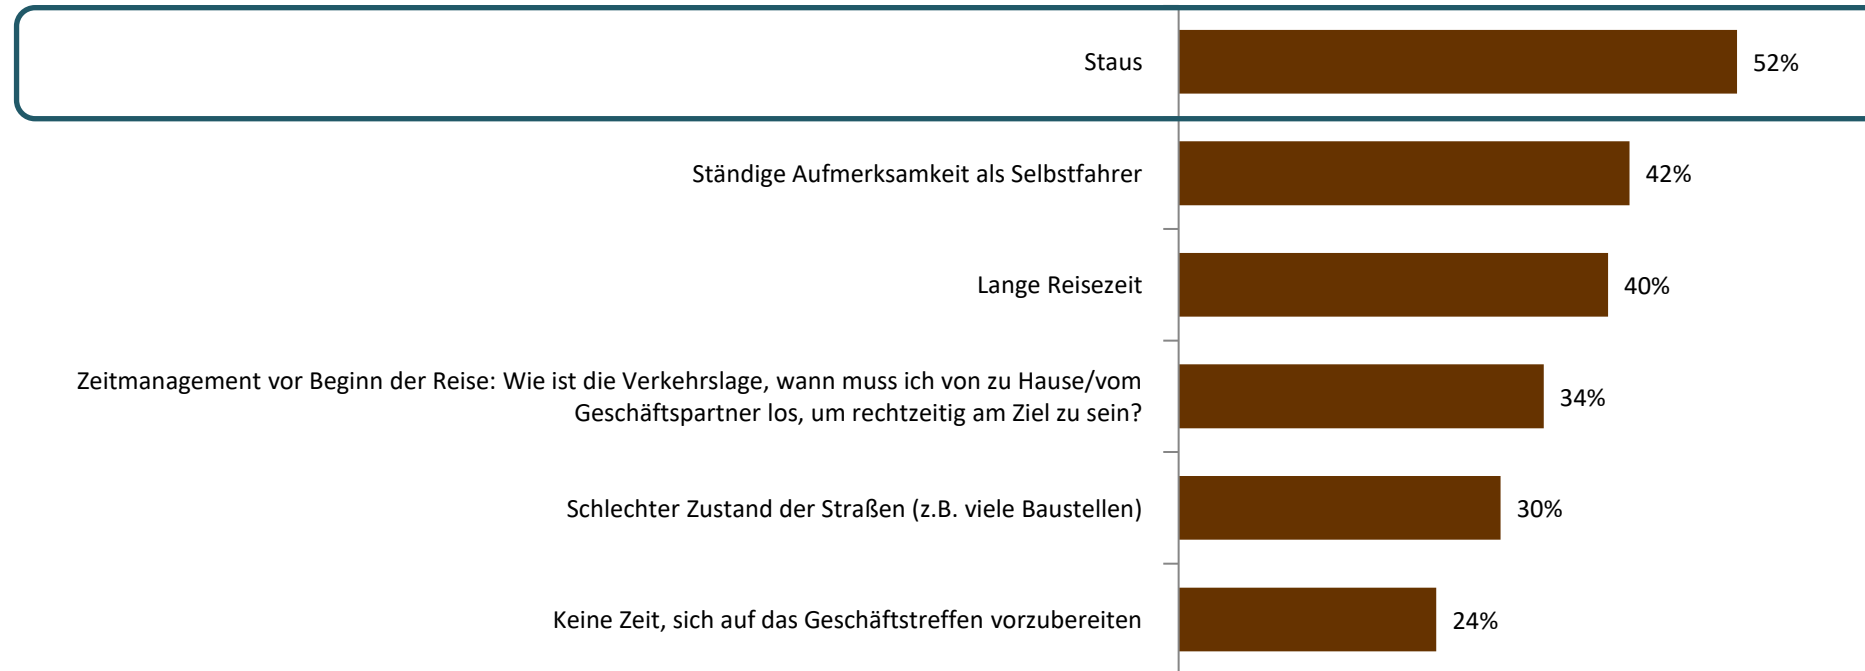 Staus 52%
Ständige Aufmerksamkeit als Selbstfahrer 42%
Lange Reisezeit 40%
Zeitmanagement vor Beginn der Reise: Wie ist die Verkehrslage, wann muss ich von zu Hause/vom
Geschäftspartner los, um rechtzeitig am Ziel zu sein? 34%
Schlechter Zustand der Straßen (z.B. viele Baustellen) 30%
Keine Zeit, sich auf das Geschäftstreffen vorzubereiten 24%